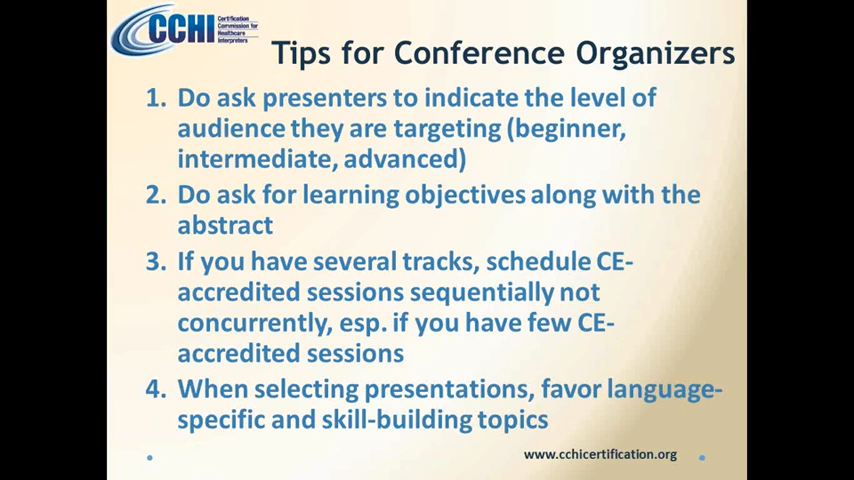 CCHI
Certification
Commission for
Healthcare
Interpreters
Tips for Conference Organizers
1. Do ask presenters to indicate the level of
audience they are targeting (beginner,
intermediate, advanced)
2. Do ask for learning objectives along with the
abstract
3. If you have several tracks, schedule CE-
accredited sessions sequentially not
concurrently, esp. if you have few CE-
accredited sessions
4. When selecting presentations, favor language-
specific and skill-building topics
www.cchicertification.org